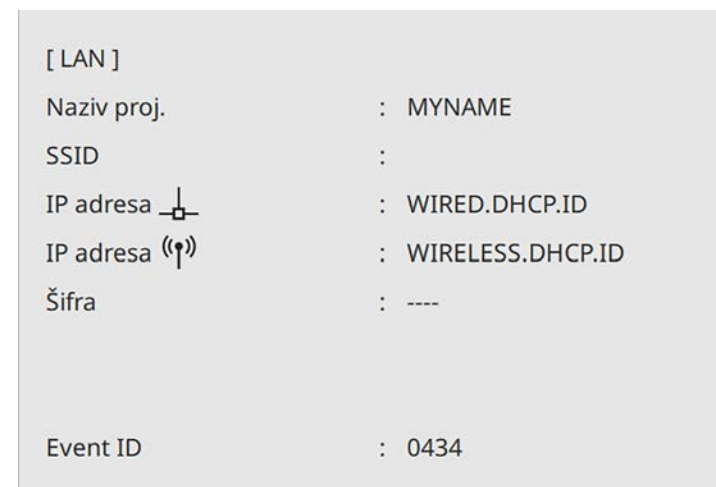 [ LAN ]
Naziv proj. : MYNAME
SSID :
IP adresa : WIRED.DHCP.ID
IP adresa : WIRELESS.DHCP.ID
Šifra : ----
Event ID : 0434